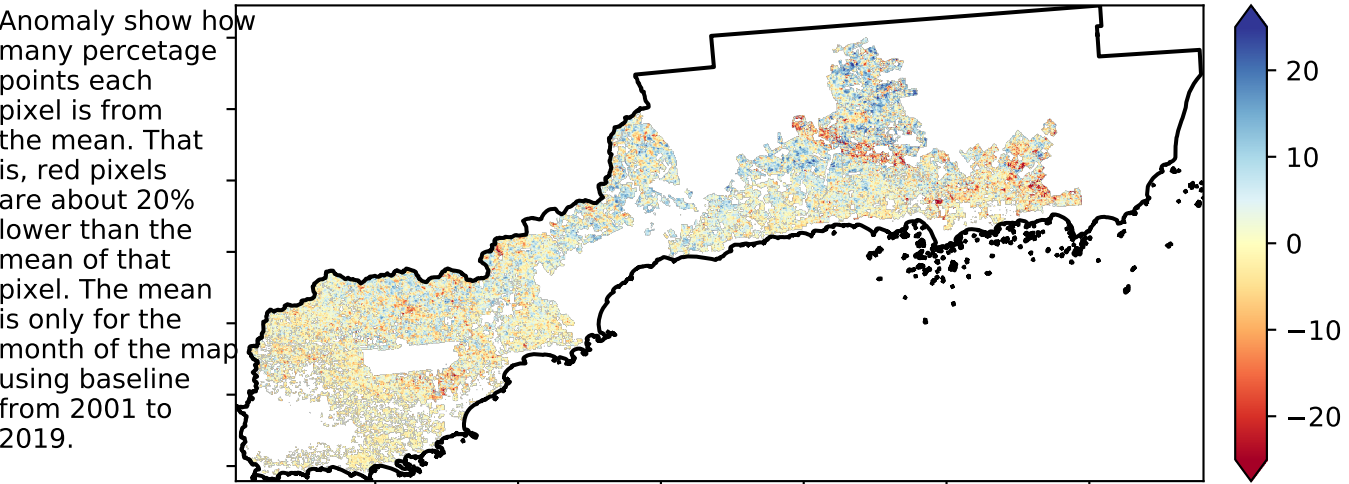 Anomaly show how
many percetage
points each
pixel is from
the mean. That
is, red pixels
are about 20%
lower than the
mean of that
pixel. The mean
is only for the
month of the map
using baseline
from 2001 to
2019.
20
10
0
−10
−20